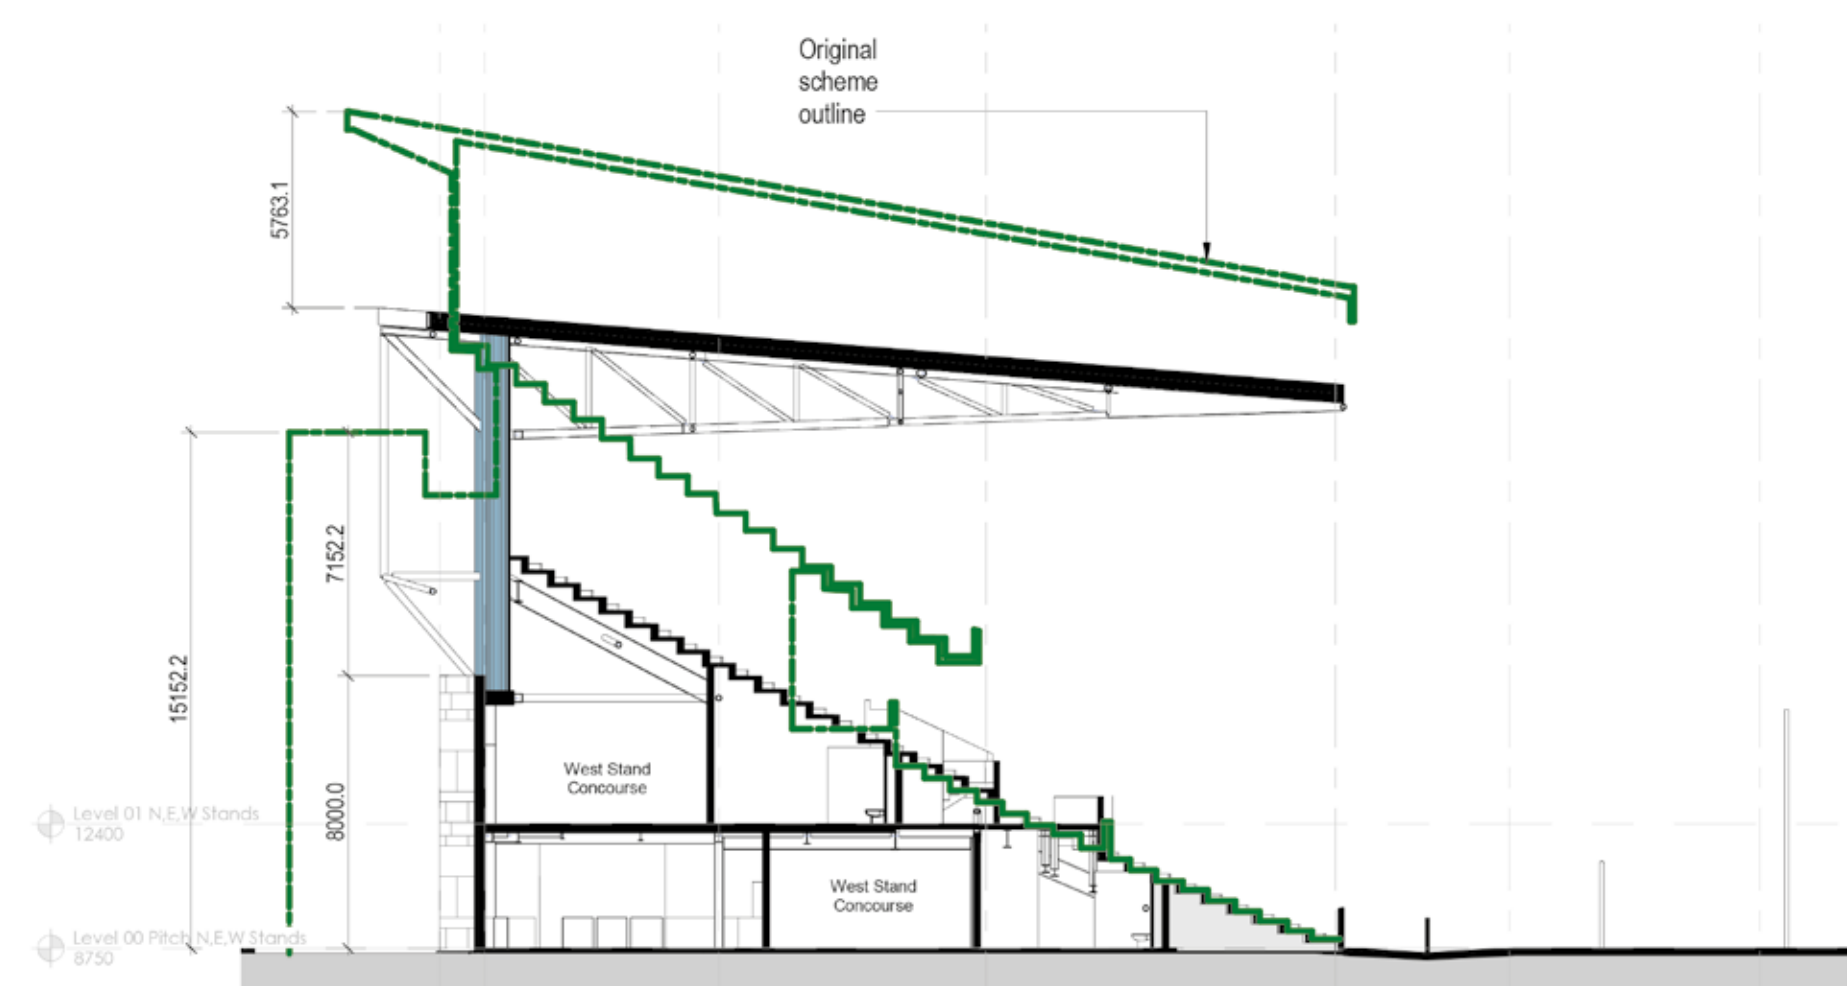 Original
scheme
outline
5763.1
7152.2
15152.2
8000.0
West Stand
Concourse
Level 01 N,E,W Stands
12400
West Stand
Concourse
Level 00 Pitch N,E,W Stands
8750